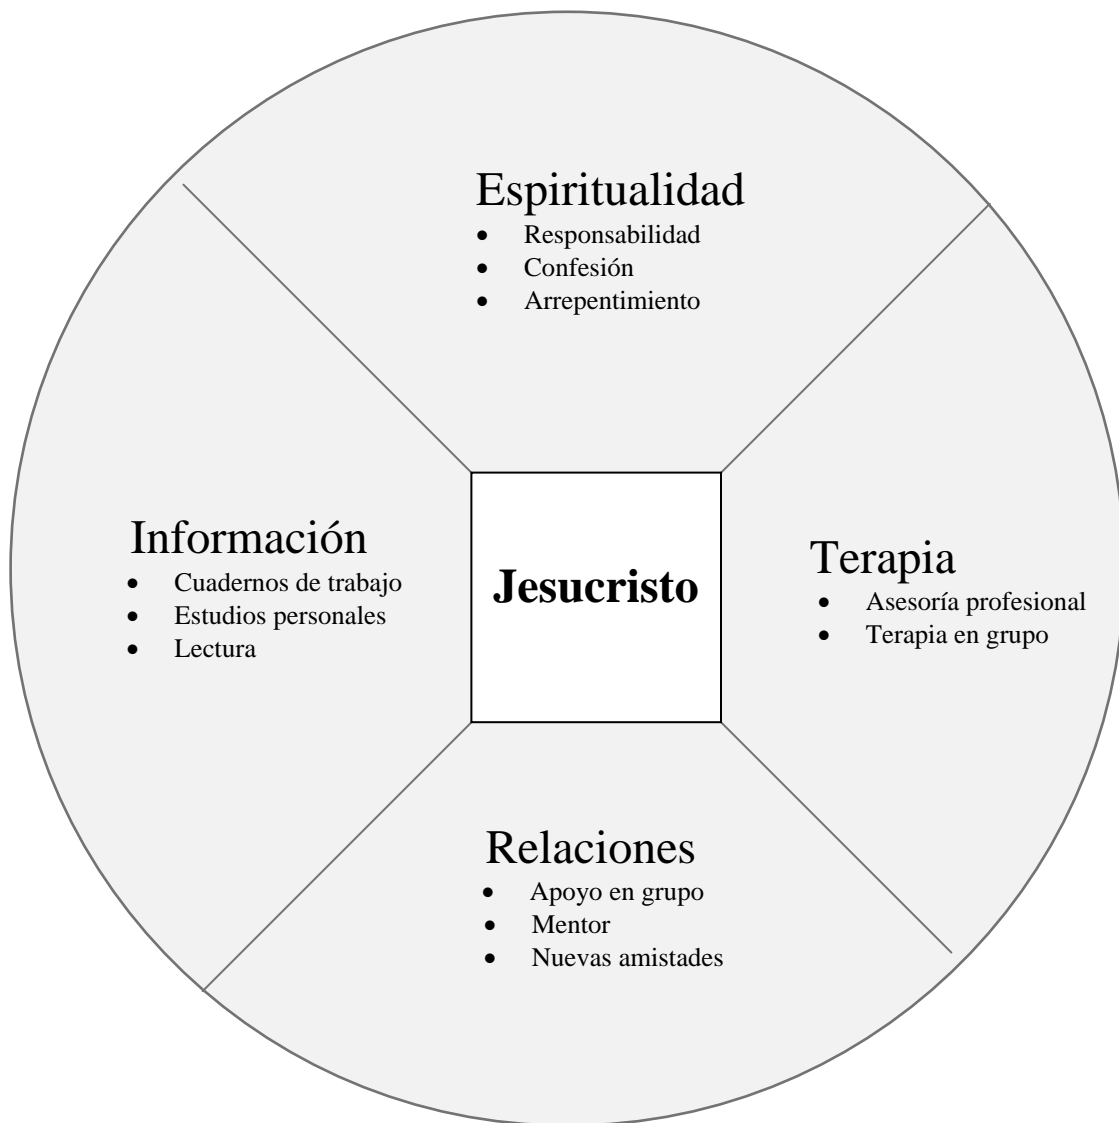 Espiritualidad
• Responsabilidad
• Confesión
• Arrepentimiento
Información
• Cuadernos de trabajo
• Estudios personales
• Lectura
Jesucristo
Terapia
• Asesoría profesional
• Terapia en grupo
Relaciones
• Apoyo en grupo
• Mentor
• Nuevas amistades